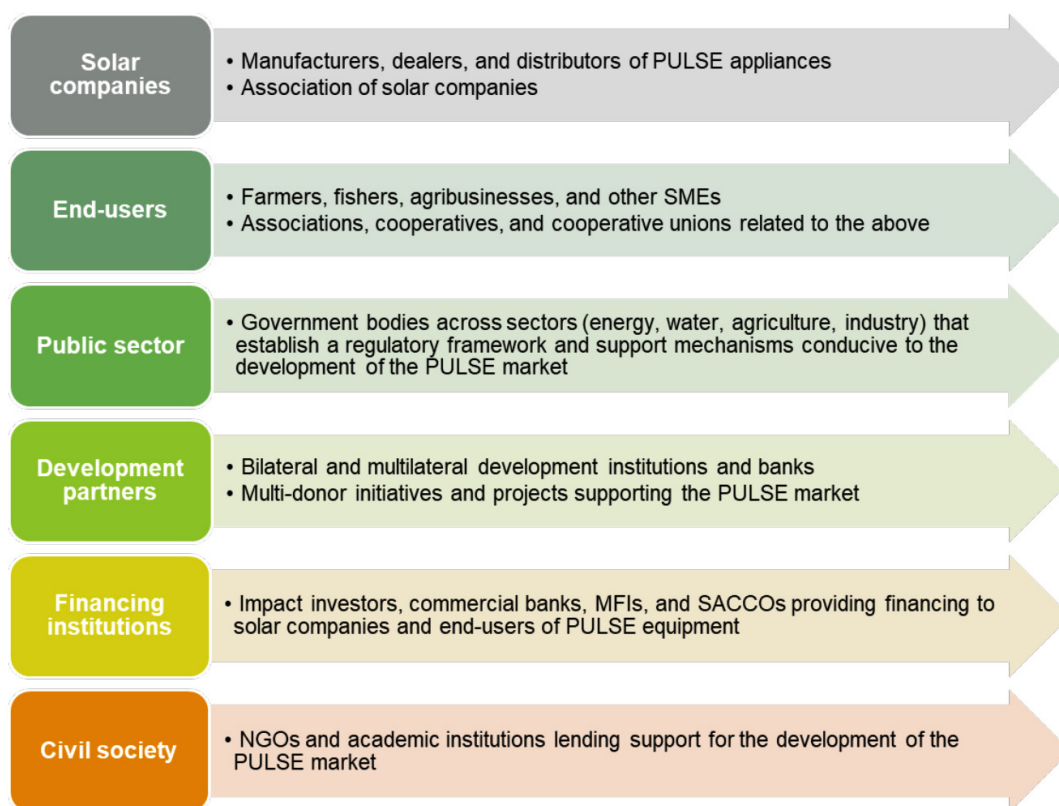 Solar
companies
• Manufacturers, dealers, and distributors of PULSE appliances
• Association of solar companies
End-users
• Farmers, fishers, agribusinesses, and other SMEs
• Associations, cooperatives, and cooperative unions related to the above
Public sector
• Government bodies across sectors (energy, water, agriculture, industry) that
establish a regulatory framework and support mechanisms conducive to the
development of the PULSE market
Development
partners
• Bilateral and multilateral development institutions and banks
• Multi-donor initiatives and projects supporting the PULSE market
Financing
institutions
• Impact investors, commercial banks, MFIs, and SACCOs providing financing to
solar companies and end-users of PULSE equipment
Civil society
• NGOs and academic institutions lending support for the development of the
PULSE market